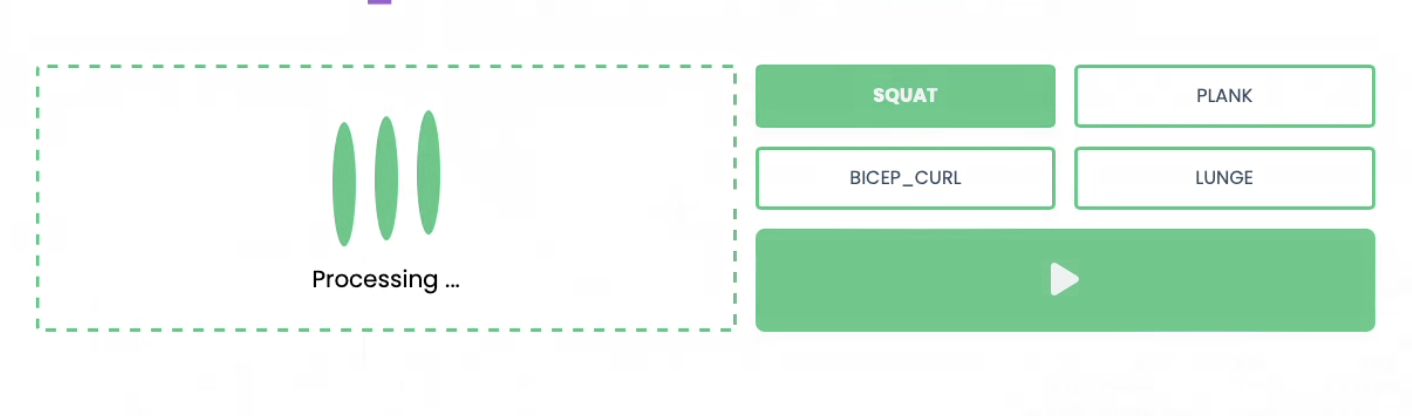 SQUAT
PLANK
BICEP_CURL
LUNGE
Processing ...